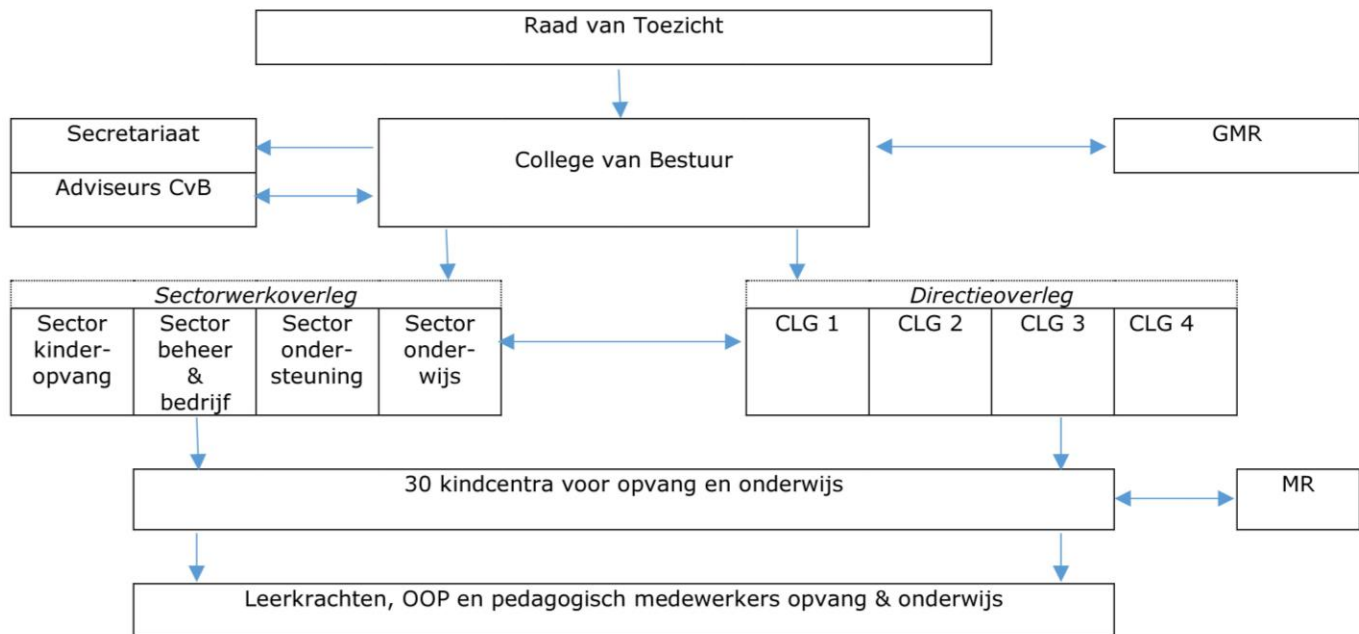 Raad van Toezicht
Secretariaat
Adviseurs CvB
College van Bestuur
GMR
Sectorwerkoverleg
Sector
kinder-
opvang
Sector
beheer
&
bedrijf
Sector
onder-
steuning
Sector
onder-
wijs
Directieoverleg
CLG 1
CLG 2
CLG 3
CLG 4
30 kindcentra voor opvang en onderwijs
MR
Leerkrachten, OOP en pedagogisch medewerkers opvang & onderwijs